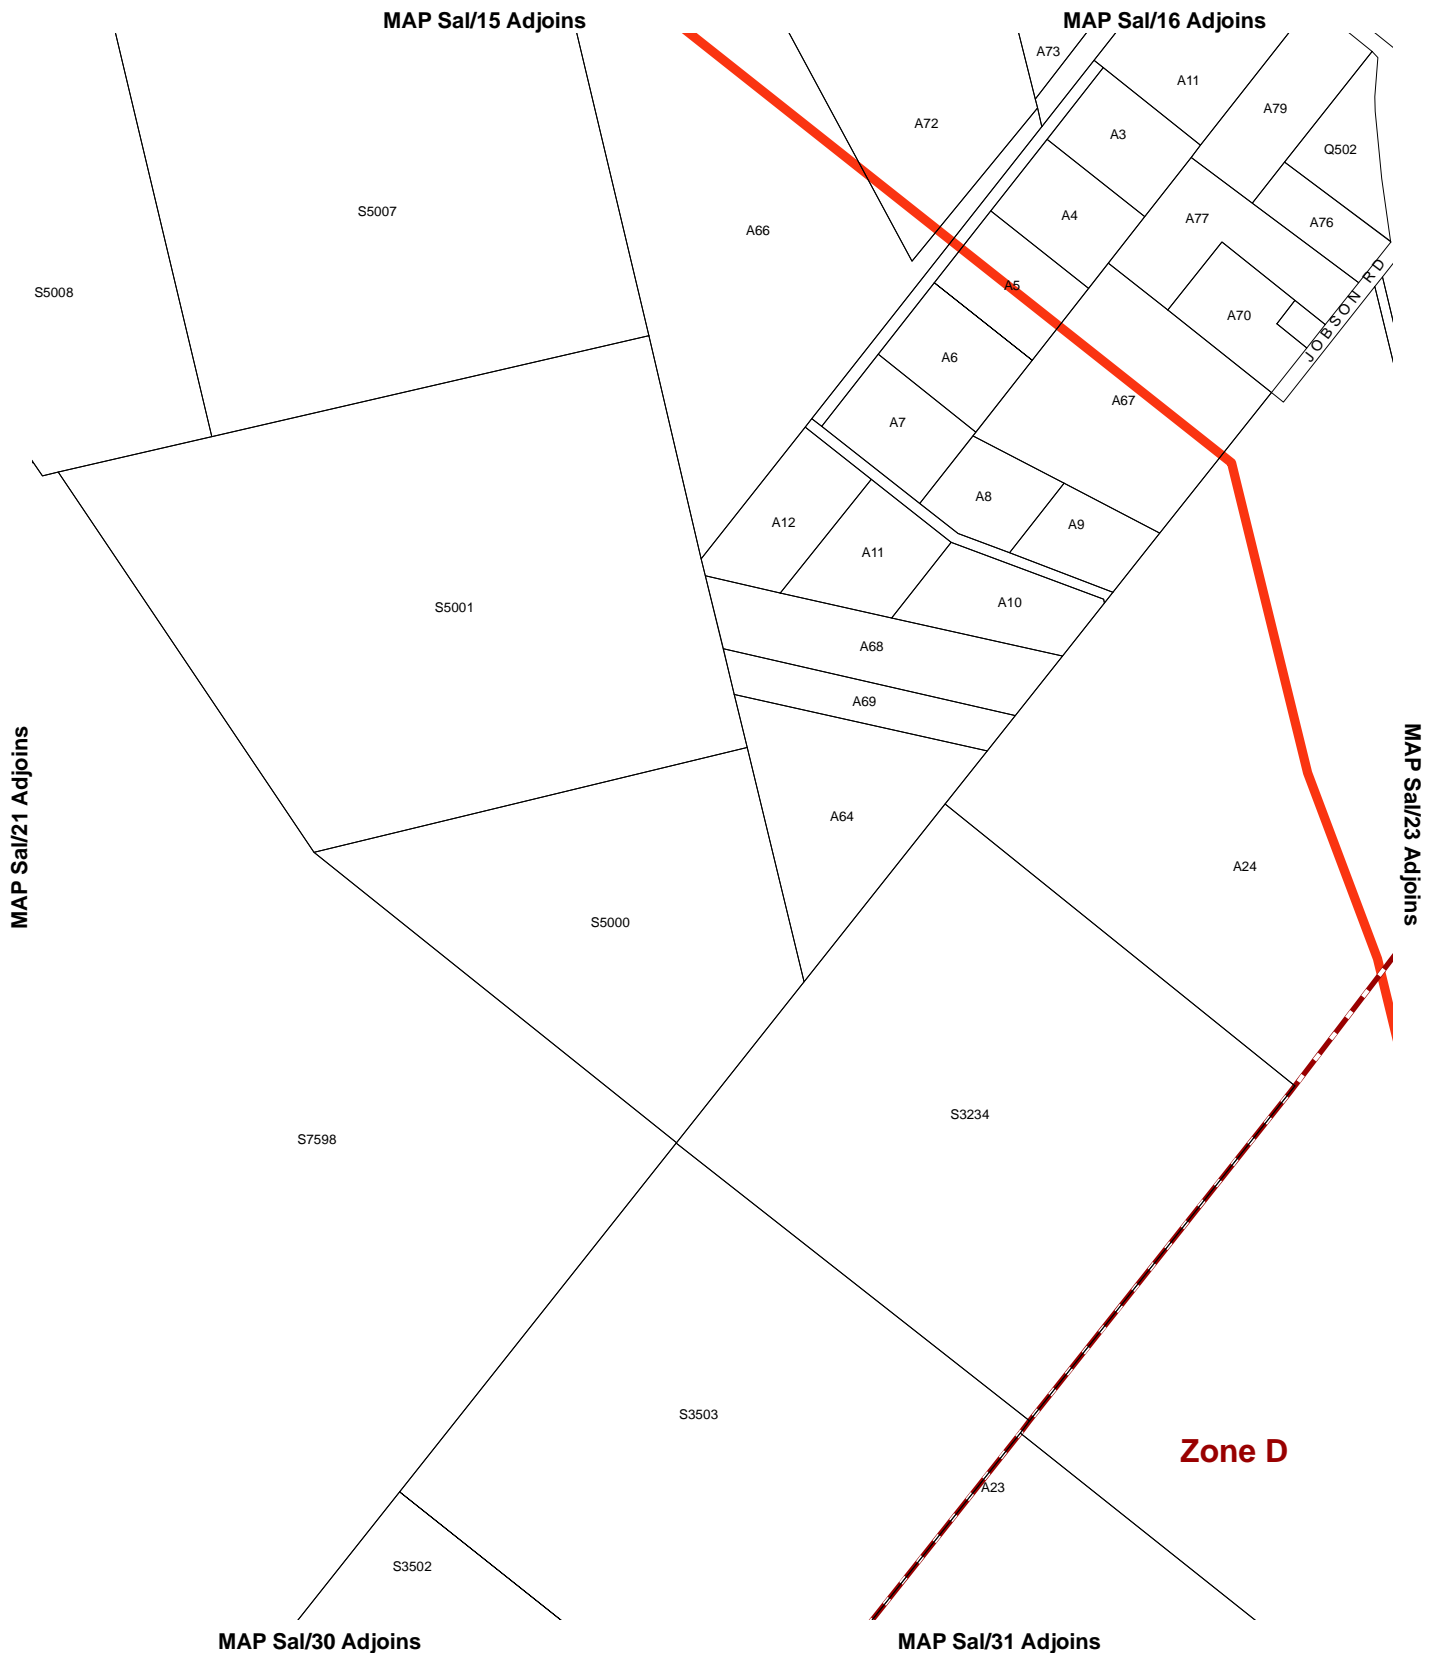 MAP Sal/15 Adjoins
MAP Sal/16 Adjoins
A73
A11
A79
A72
A3
Q502
S5007
A4
A77
A76
A66
S5008
A5
JOBSON RD
A70
A6
A67
A7
A8
A12
A9
A11
S5001
A10
A68
A69
MAP Sal/21 Adjoins
MAP Sal/23 Adjoins
A64
A24
S5000
S3234
S7598
S3503
Zone D
A23
S3502
MAP Sal/30 Adjoins
MAP Sal/31 Adjoins